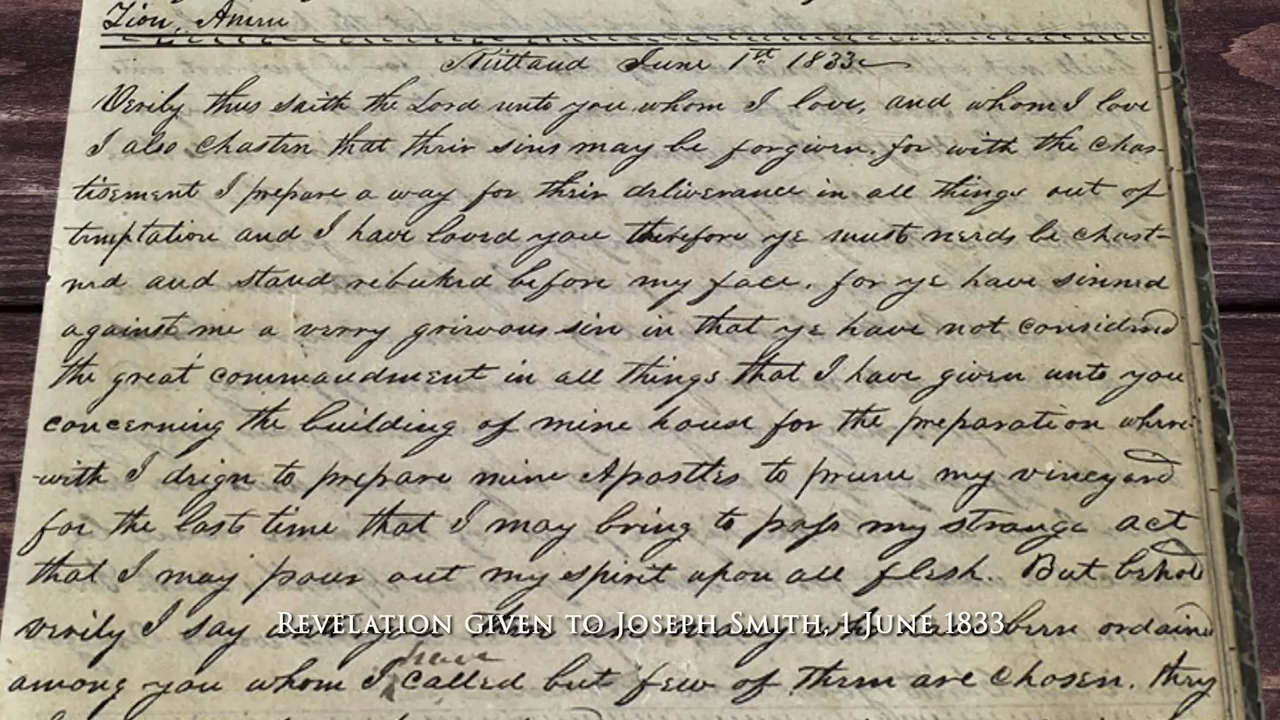 Zion, Amen
Kirtland June 1st 1833
Verily thus saith the Lord unto you whom I love, and whom I love
I also chasten that their sins may be forgiven. for with the chas-
tisement I prepare a way for their deliverance in all things out of
temptation and I have loved you therefore ye must needs be chast-
ned and stand rebuked before my face. for ye have sinned
against me a verry grievous sin in that ye have not considered
the great commandment in all things that I have given unto you
concerning the building of mine house for the preparation where-
-with I deign to prepare mine Apostles to prune my vineyard
for the last time that I may bring to pass my strange act
that I may pour out my spirit upon all flesh. But behold
verily I say been ordained
Revelation given to Joseph Smith, 1 June 1833
have
among you whom I called but few of them are chosen. they